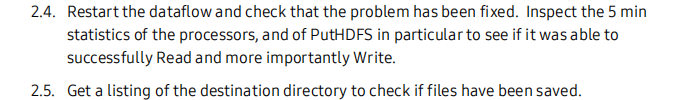 2.4. Restart the dataflow and check that the problem has been fixed. Inspect the 5 min
statistics of the processors, and of PutHDFS in particular to see if it was able to
successfully Read and more importantly Write.
2.5. Get a listing of the destination directory to check if files have been saved.